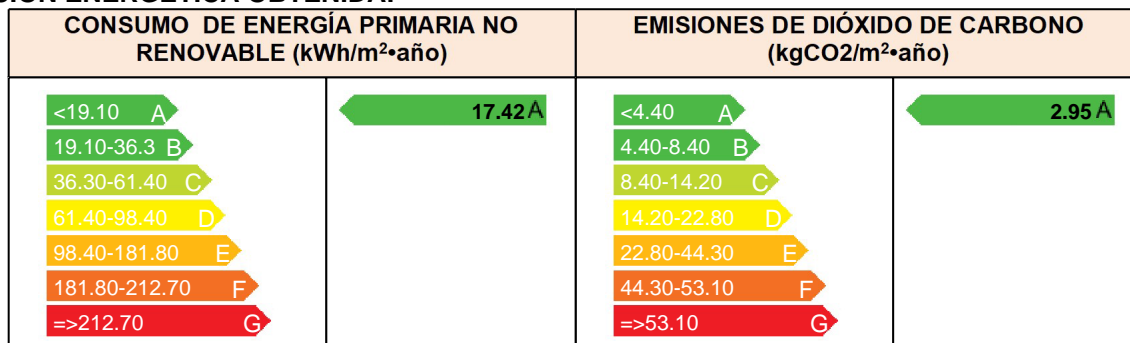 CIÓN ENERGÉTICA OBTENIDA:
CONSUMO DE ENERGÍA PRIMARIA NO
RENOVABLE (kWh/m²•año)
EMISIONES DE DIÓXIDO DE CARBONO
(kgCO2/m²•año)
<19.10 A
19.10-36.3 B
36.30-61.40 C
61.40-98.40 D
98.40-181.80 E
181.80-212.70 F
=>212.70 G
17.42 A
<4.40 A
4.40-8.40 B
8.40-14.20 C
14.20-22.80 D
22.80-44.30 E
44.30-53.10 F
=>53.10 G
2.95 A